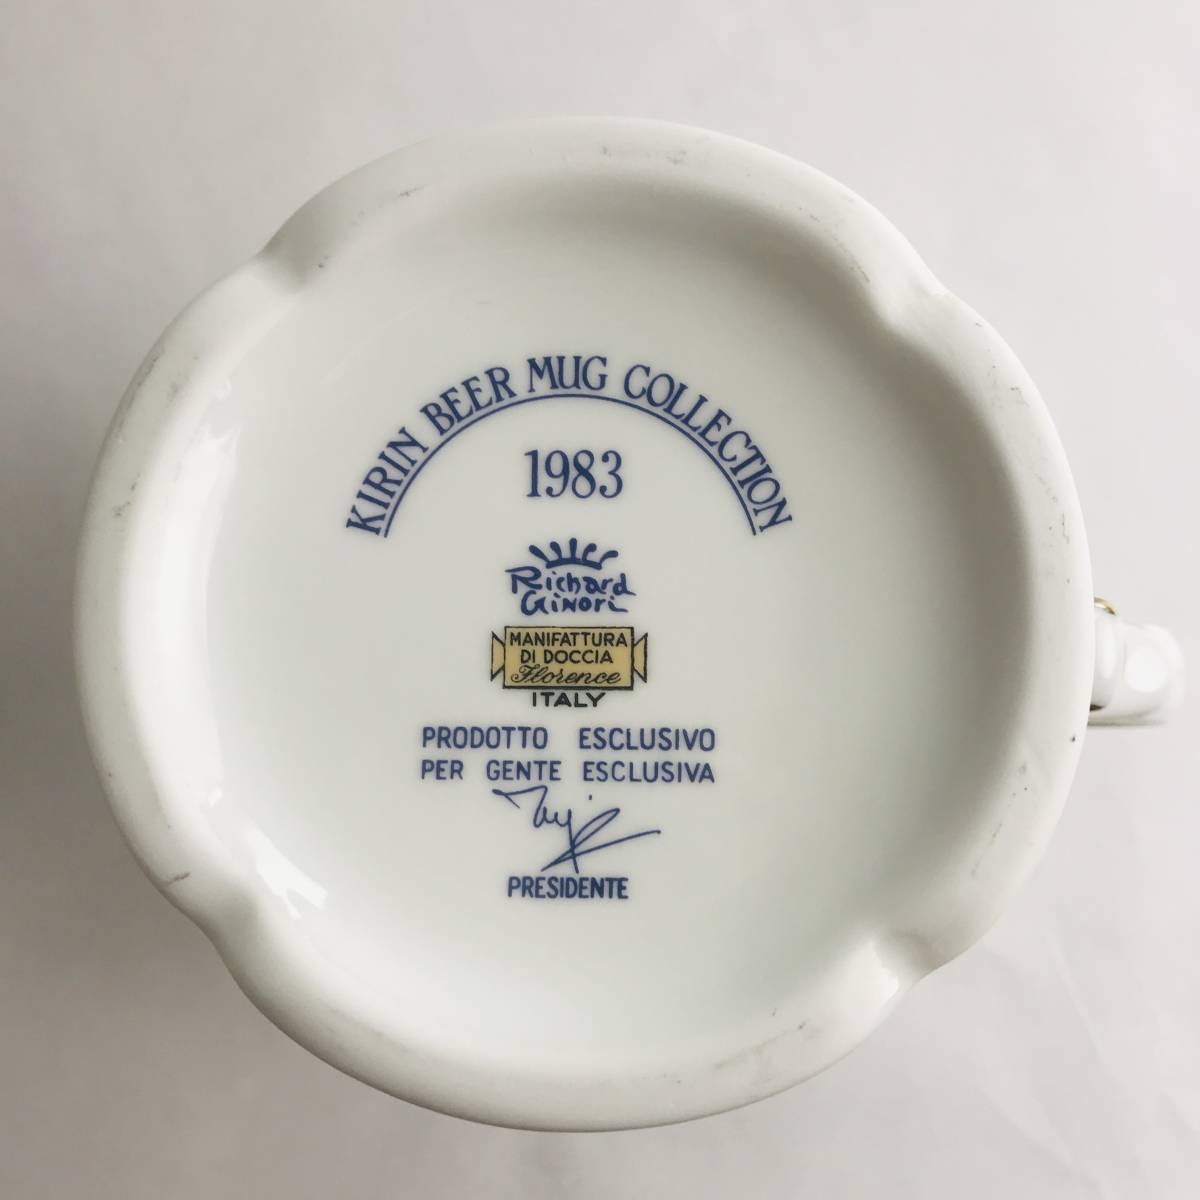 KIRIN BEER MUG COLLECTION
1983
Richard
Ginori
MANIFATTURA
DI DOCCIA
Florence
ITALY
PRODOTTO ESCLUSIVO
PER GENTE ESCLUSIVA
PRESIDENTE